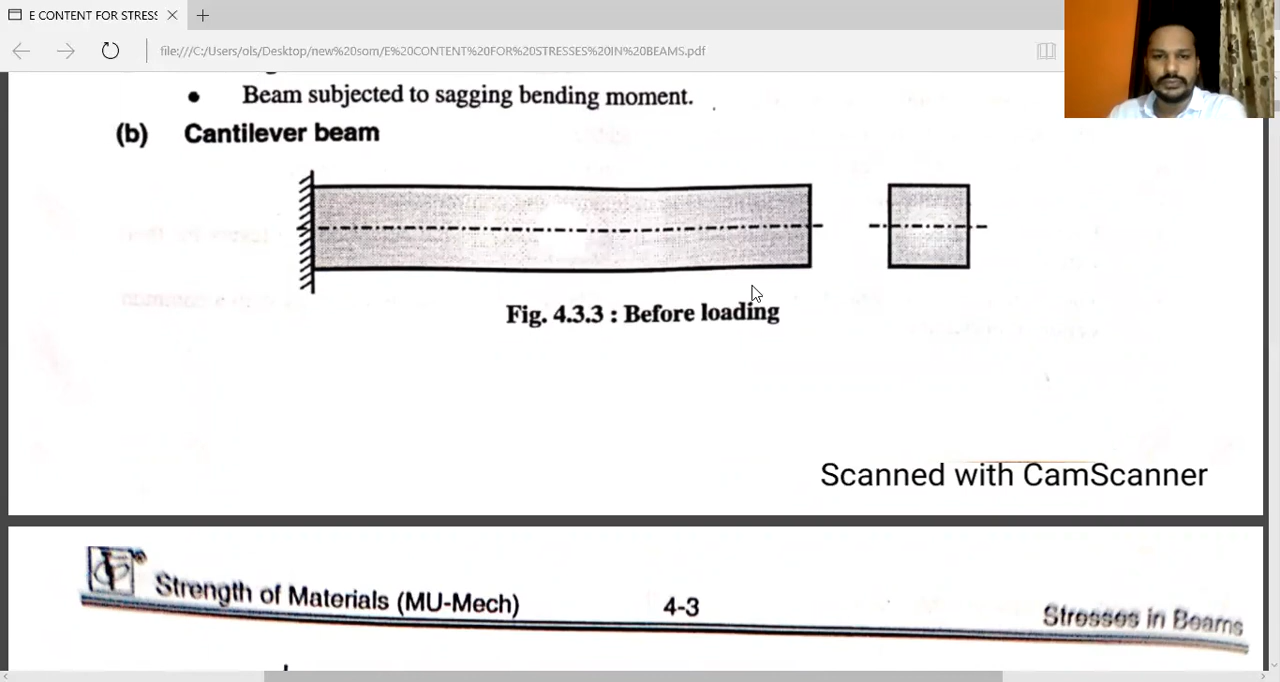 E CONTENT FOR STRESS
file:///C:/Users/ols/Desktop/new%20som/E%20CONTENT%20FOR%20STRESSES%20IN%20BEAMS.pdf
• Beam subjected to sagging bending moment.
(b) Cantilever beam
Fig. 4.3.3 : Before loading
Scanned with CamScanner
Strength of Materials (MU-Mech) 4-3 Stresses in Beams